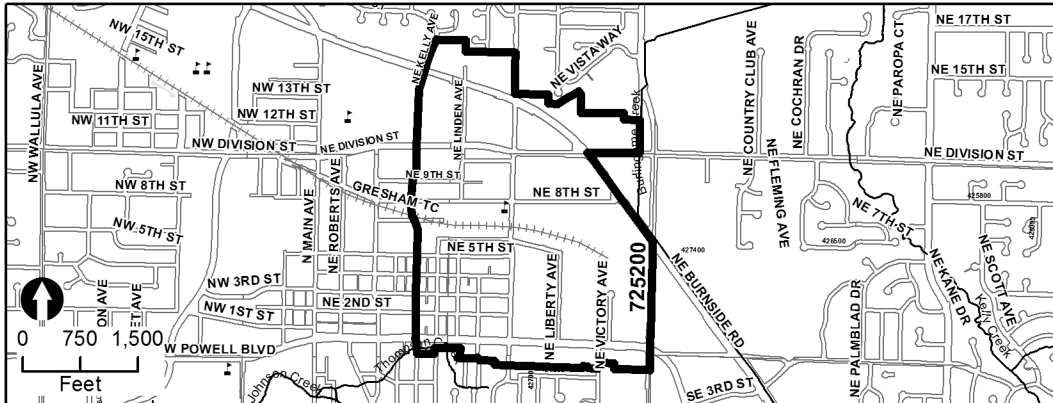 NW 15TH ST
NE KELLY AVE
NE VISTAWAY
NE COUNTRY CLUB AVE
NE COCHRAN DR
NE PAROPA CT
NE 17TH ST
NE 15TH ST
NW WALLULA AVE
NW 13TH ST
NW 12TH ST
NW 11TH ST
NE LINDEN AVE
NW DIVISION ST
NE DIVISION ST
NE DIVISION ST
NE FLEMING AVE
NW 8TH ST
NE 9TH ST
NE 8TH ST
GRESHAM TC
N MAIN AVE
NE ROBERTS AVE
NW 5TH ST
NE 5TH ST
NE 7TH ST
425800
426500
427400
725200
NE BURNSIDE RD
NE LIBERTY AVE
NE VICTORY AVE
NE SCOTT AVE
NE KANE DR
Kelly Creek
NE PALMBLAD DR
NW 3RD ST
NE 2ND ST
NW 1ST ST
W POWELL BLVD
SE 3RD ST
Johnson Creek
0 750 1,500
Feet